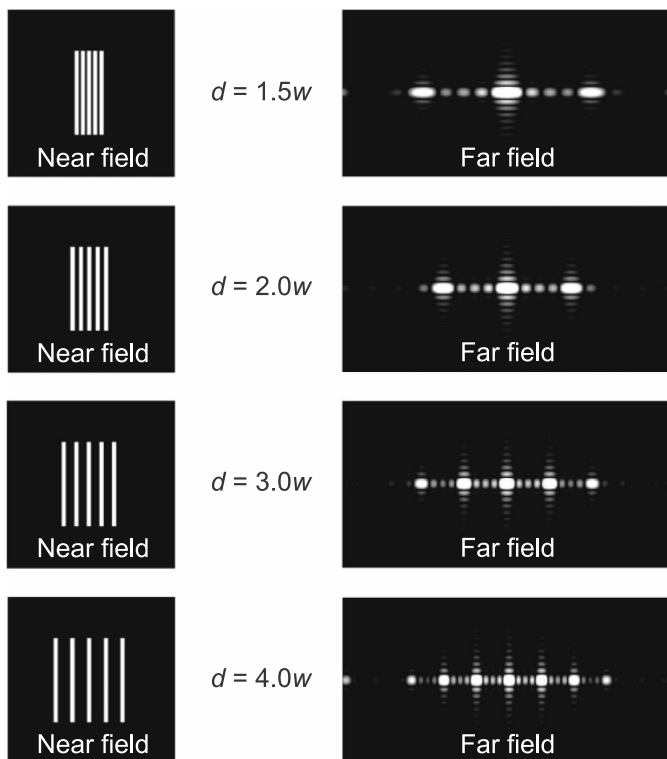 d = 1.5w
Near field
Far field
d = 2.0w
Near field
Far field
d = 3.0w
Near field
Far field
d = 4.0w
Near field
Far field